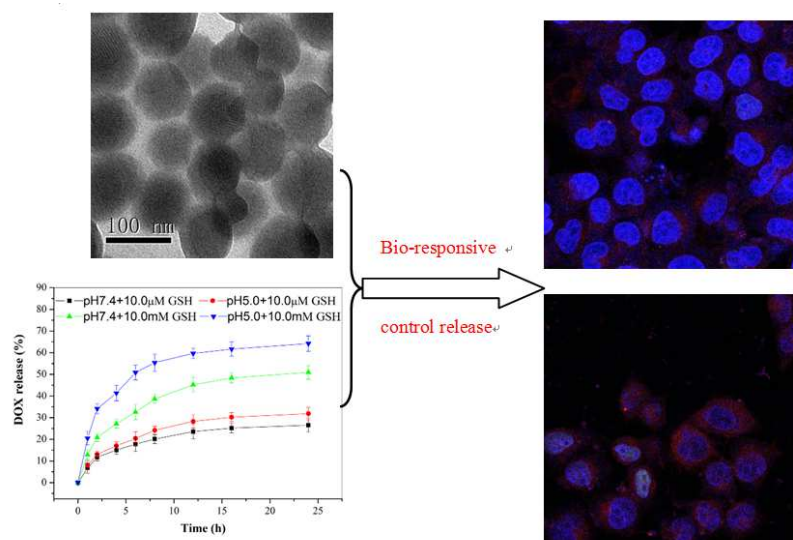 100 nm
Bio-responsive
control release
pH7.4+10.0μM GSH pH5.0+10.0μM GSH
pH7.4+10.0mM GSH pH5.0+10.0mM GSH
DOX release (%)
90
80
70
60
50
40
30
20
10
0
0 5 10 15 20 25
Time (h)